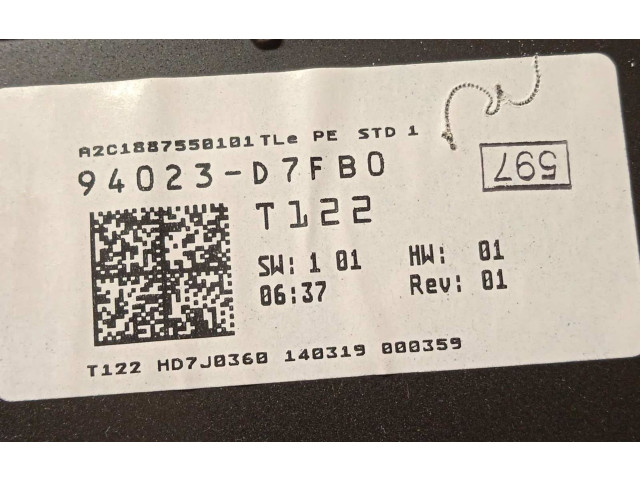 A2C1887550101 TLe PE STD 1
94023-D7FB0
T122
SW: 1 01 HW: 01
06:37 Rev: 01
T122 HD7J0360 140319 000359
597